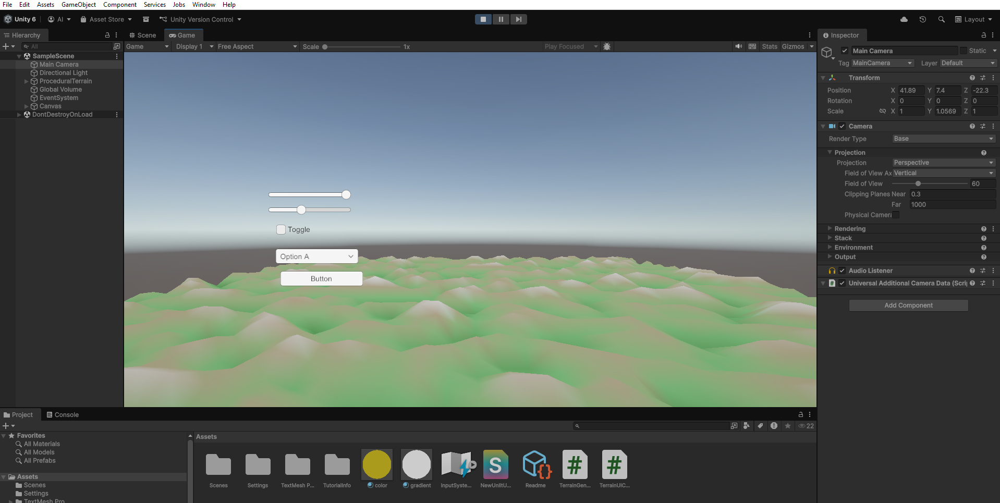 File Edit Assets GameObject Component Services Jobs Window Help
Unity 6 AI Asset Store Unity Version Control Layout
Hierarchy
All
SampleScene
Main Camera
Directional Light
ProceduralTerrain
Global Volume
EventSystem
Canvas
DontDestroyOnLoad
Scene Game
Game Display 1 Free Aspect Scale 1x Play Focused Stats Gizmos
Toggle
Option A
Button
Inspector
Main Camera Static
Tag MainCamera Layer Default
Transform
Position X 41.89 Y 7.4 Z -22.3
Rotation X 0 Y 0 Z 0
Scale X 1 Y 1.0569 Z 1
Camera
Render Type Base
Projection
Projection Perspective
Field of View Ax Vertical
Field of View 60
Clipping Planes Near 0.3
Far 1000
Physical Camera
Rendering
Stack
Environment
Output
Audio Listener
# Universal Additional Camera Data (Scri
Add Component
Project Console
22
Favorites
All Materials
All Models
All Prefabs
Assets
Scenes
Settings
TextMesh Pro
Assets
S {} # #
Scenes Settings TextMesh P... TutorialInfo color gradient InputSyste... NewUnlitU... Readme TerrainGen... TerrainUIC...